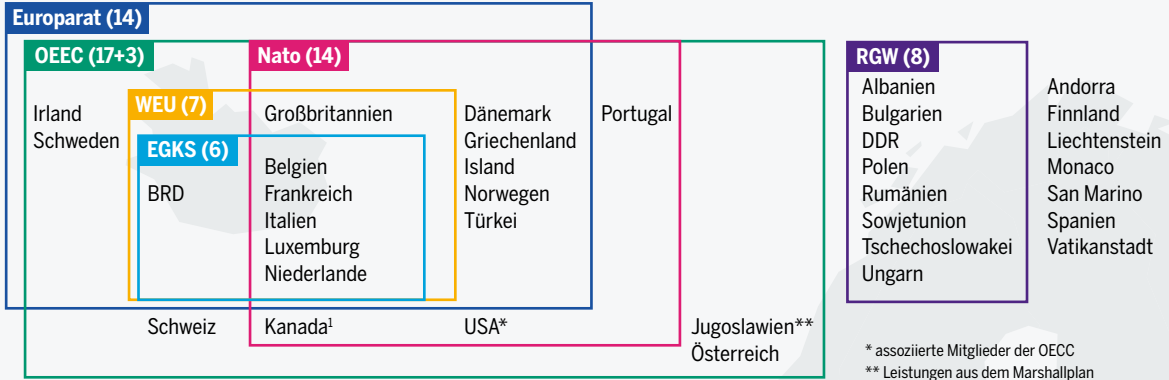 Europarat (14)
OEEC (17+3)
Nato (14)
RGW (8)
WEU (7)
EGKS (6)
Irland
Schweden
BRD
Großbritannien
Belgien
Frankreich
Italien
Luxemburg
Niederlande
Dänemark
Griechenland
Island
Norwegen
Türkei
Portugal
Schweiz
Kanada¹
USA*
Jugoslawien**
Österreich
Albanien
Bulgarien
DDR
Polen
Rumänien
Sowjetunion
Tschechoslowakei
Ungarn
Andorra
Finnland
Liechtenstein
Monaco
San Marino
Spanien
Vatikanstadt
* assoziierte Mitglieder der OECC
** Leistungen aus dem Marshallplan